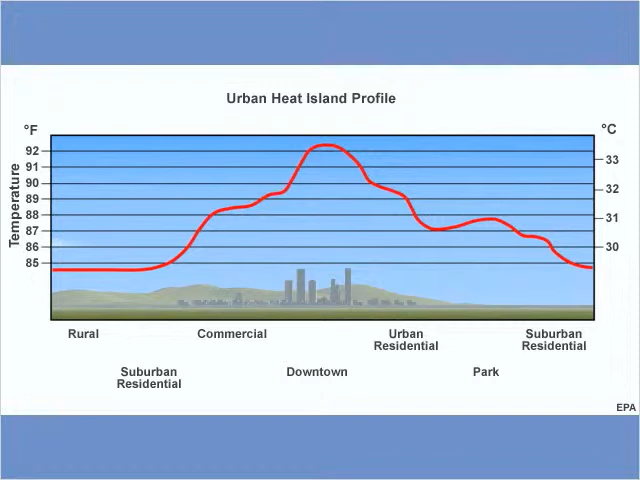 Urban Heat Island Profile
°F
°C
92
91
90
89
88
87
86
85
Temperature
33
32
31
30
Rural
Commercial
Urban
Residential
Suburban
Residential
Suburban
Residential
Downtown
Park
EPA